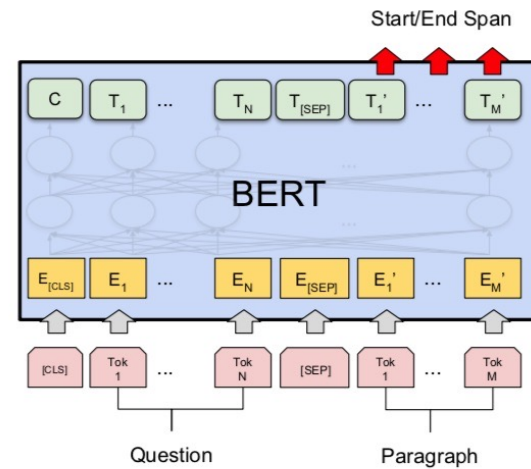 Start/End Span
C T1 ... TN T[SEP] T1' ... TM'
...
BERT
...
E[CLS] E1 ... EN E[SEP] E1' ... EM'
[CLS] Tok 1 ... Tok N [SEP] Tok 1 ... Tok M
Question Paragraph